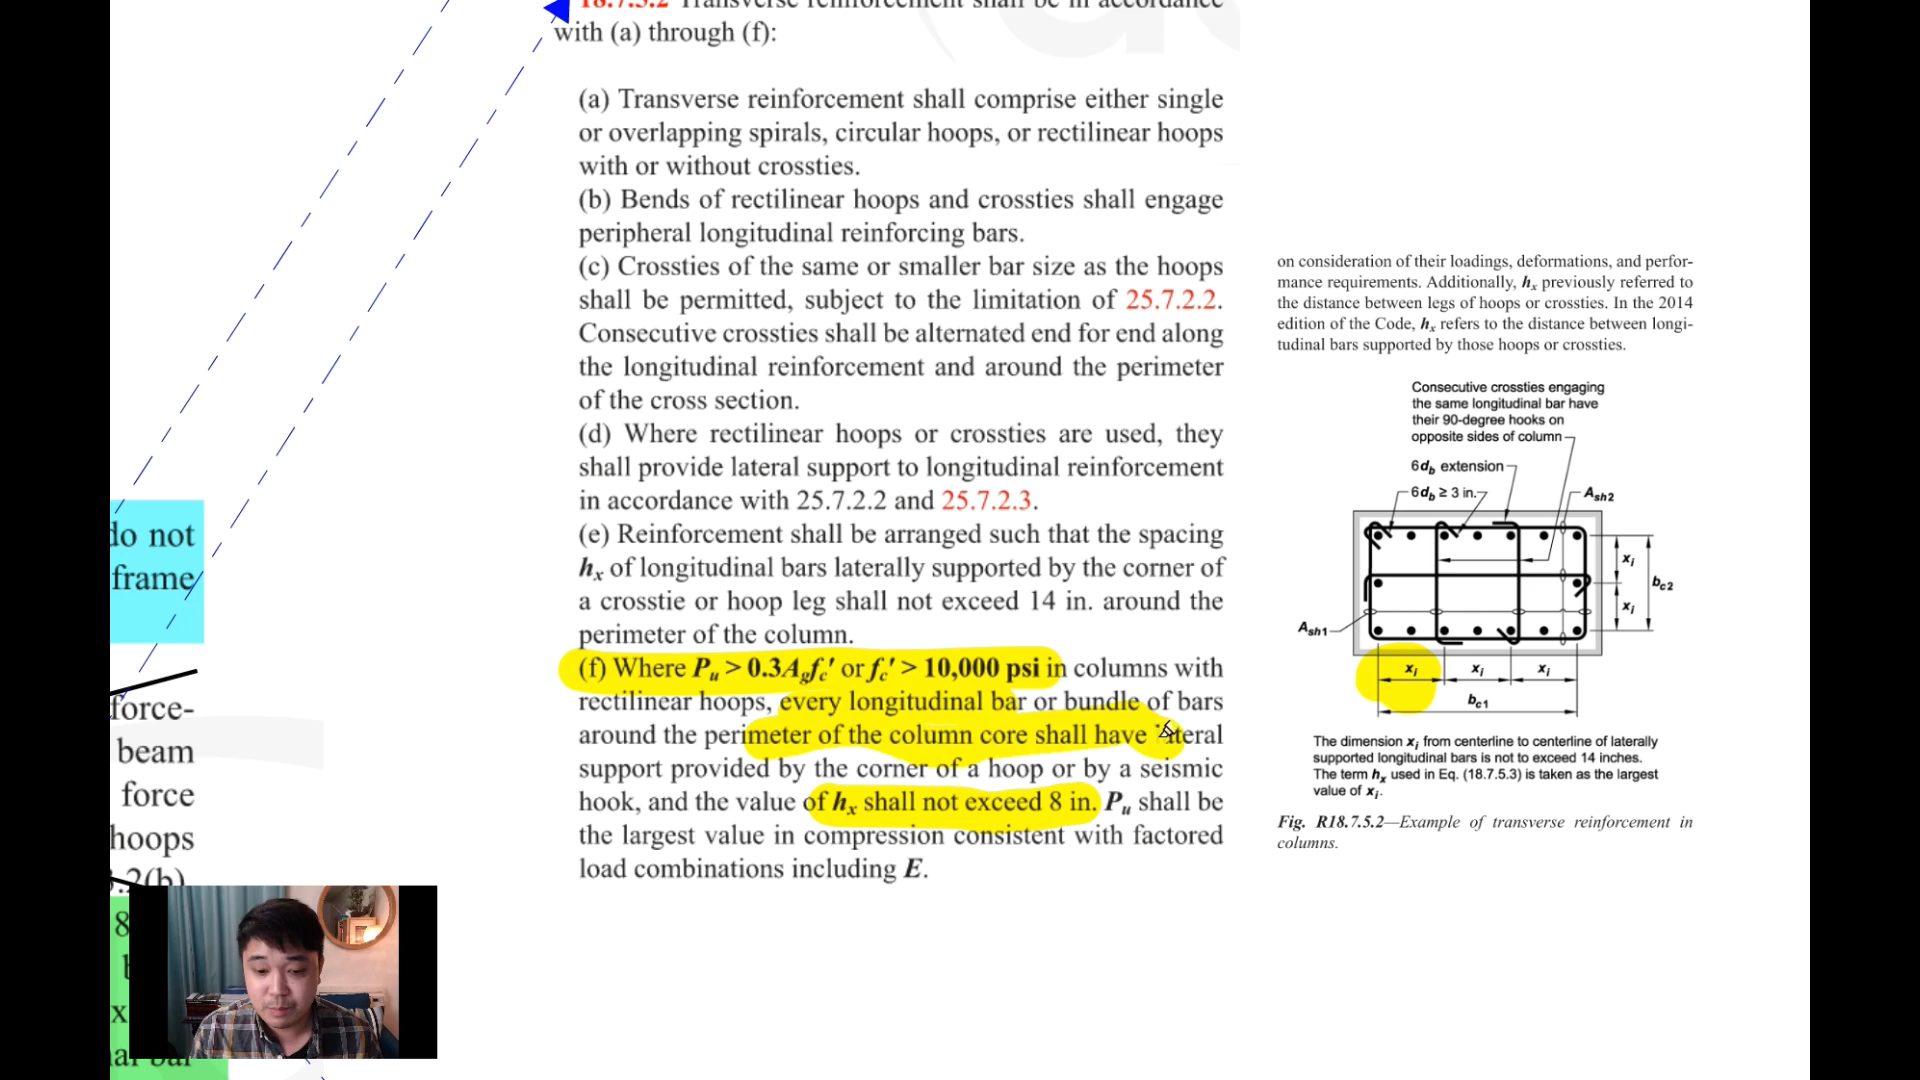 18.7.5.2 Transverse reinforcement shall be in accordance
with (a) through (f):
(a) Transverse reinforcement shall comprise either single
or overlapping spirals, circular hoops, or rectilinear hoops
with or without crossties.
(b) Bends of rectilinear hoops and crossties shall engage
peripheral longitudinal reinforcing bars.
(c) Crossties of the same or smaller bar size as the hoops
shall be permitted, subject to the limitation of 25.7.2.2.
Consecutive crossties shall be alternated end for end along
the longitudinal reinforcement and around the perimeter
of the cross section.
(d) Where rectilinear hoops or crossties are used, they
shall provide lateral support to longitudinal reinforcement
in accordance with 25.7.2.2 and 25.7.2.3.
(e) Reinforcement shall be arranged such that the spacing
hx of longitudinal bars laterally supported by the corner of
a crosstie or hoop leg shall not exceed 14 in. around the
perimeter of the column.
(f) Where Pu > 0.3Agfc′ or fc′ > 10,000 psi in columns with
rectilinear hoops, every longitudinal bar or bundle of bars
around the perimeter of the column core shall have lateral
support provided by the corner of a hoop or by a seismic
hook, and the value of hx shall not exceed 8 in. Pu shall be
the largest value in compression consistent with factored
load combinations including E.
do not
frame
force-
beam
force
hoops
.2(b)
8
x
al bar
on consideration of their loadings, deformations, and perfor-
mance requirements. Additionally, hx previously referred to
the distance between legs of hoops or crossties. In the 2014
edition of the Code, hx refers to the distance between longi-
tudinal bars supported by those hoops or crossties.
Consecutive crossties engaging
the same longitudinal bar have
their 90-degree hooks on
opposite sides of column
6db extension
6db ≥ 3 in.
Ash2
xi
bc2
xi
Ash1
xi xi xi
bc1
The dimension xi from centerline to centerline of laterally
supported longitudinal bars is not to exceed 14 inches.
The term hx used in Eq. (18.7.5.3) is taken as the largest
value of xi.
Fig. R18.7.5.2—Example of transverse reinforcement in
columns.